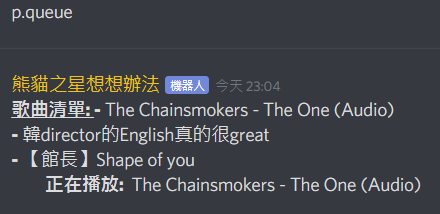 p.queue
熊貓之星想想辦法 機器人 今天 23:04
歌曲清單: - The Chainsmokers - The One (Audio)
- 韓director的English真的很great
- 【館長】Shape of you
正在播放: The Chainsmokers - The One (Audio)